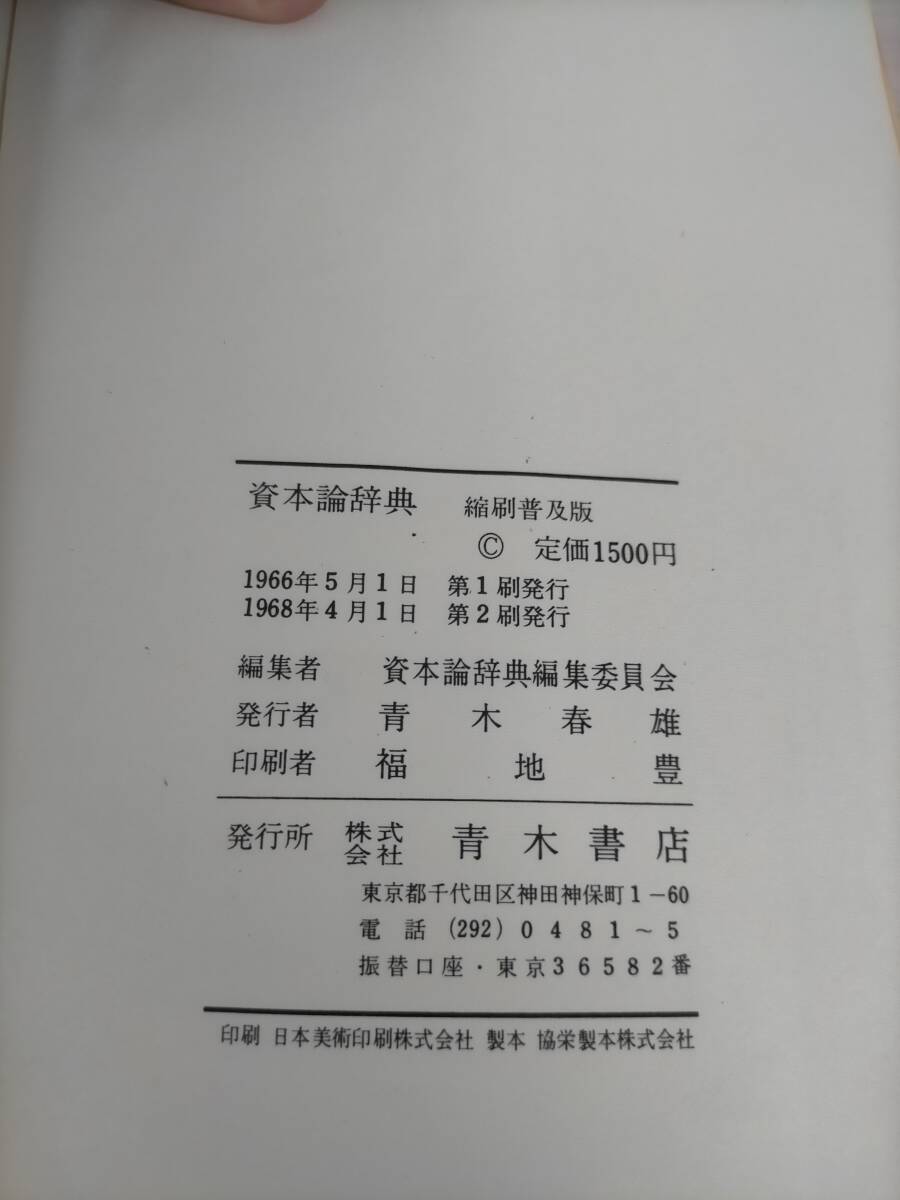 資本論辞典 縮刷普及版
© 定価1500円
1966年5月1日 第1刷発行
1968年4月1日 第2刷発行
編集者 資本論辞典編集委員会
発行者 青木春雄
印刷者 福地豊
発行所 株式会社 青木書店
東京都千代田区神田神保町1-60
電話 (292) 0481~5
振替口座・東京36582番
印刷 日本美術印刷株式会社 製本 協栄製本株式会社